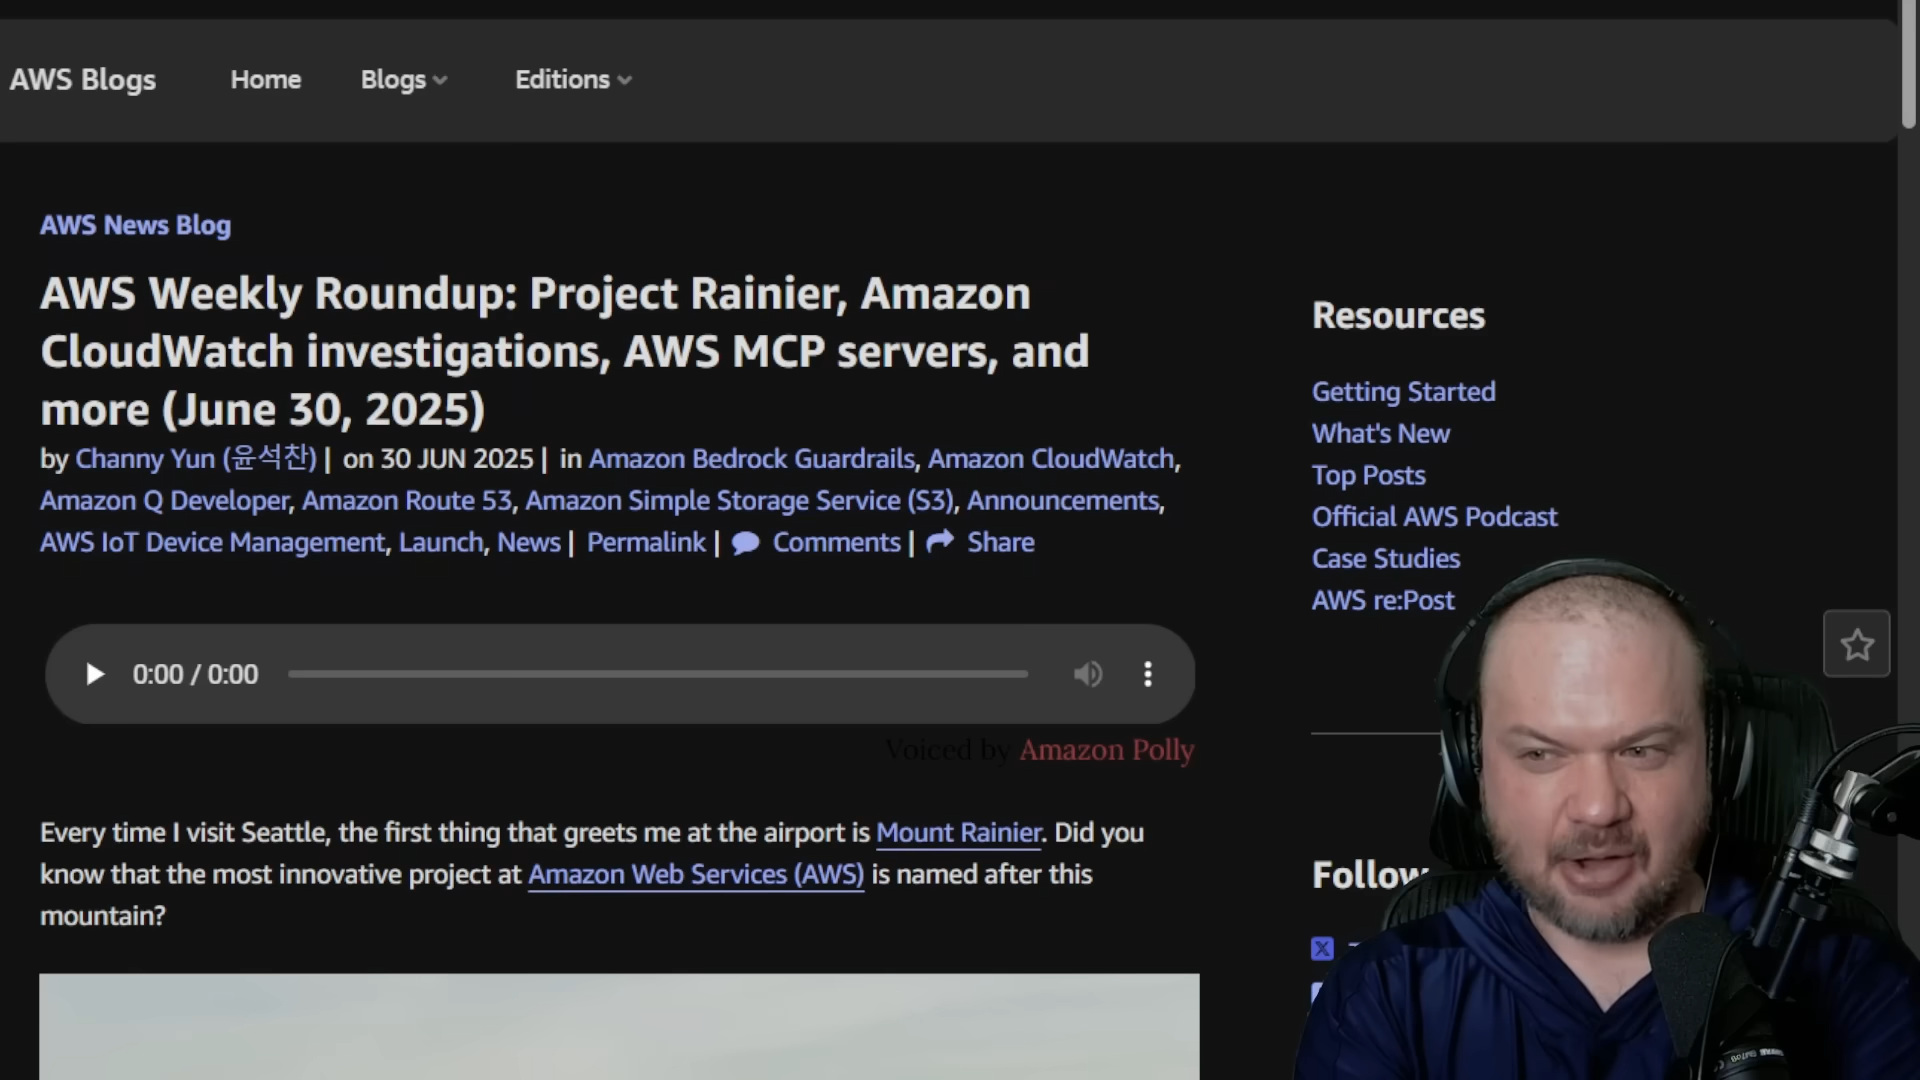 AWS Blogs Home Blogs Editions
AWS News Blog
AWS Weekly Roundup: Project Rainier, Amazon
CloudWatch investigations, AWS MCP servers, and
more (June 30, 2025)
by Channy Yun (윤석찬) | on 30 JUN 2025 | in Amazon Bedrock Guardrails, Amazon CloudWatch,
Amazon Q Developer, Amazon Route 53, Amazon Simple Storage Service (S3), Announcements,
AWS IoT Device Management, Launch, News | Permalink | Comments | Share
0:00 / 0:00
Voiced by Amazon Polly
Every time I visit Seattle, the first thing that greets me at the airport is Mount Rainier. Did you
know that the most innovative project at Amazon Web Services (AWS) is named after this
mountain?
Resources
Getting Started
What's New
Top Posts
Official AWS Podcast
Case Studies
AWS re:Post
Follow